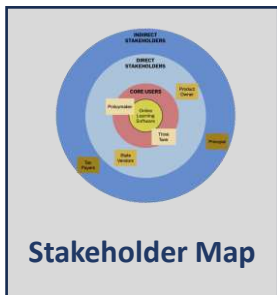 INDIRECT
STAKEHOLDERS
DIRECT
STAKEHOLDERS
CORE USERS
Product
Owner
Policymaker
Online
Learning
Software
Think
Tank
State
Vendors
Tax
Payers
Principal
Stakeholder Map